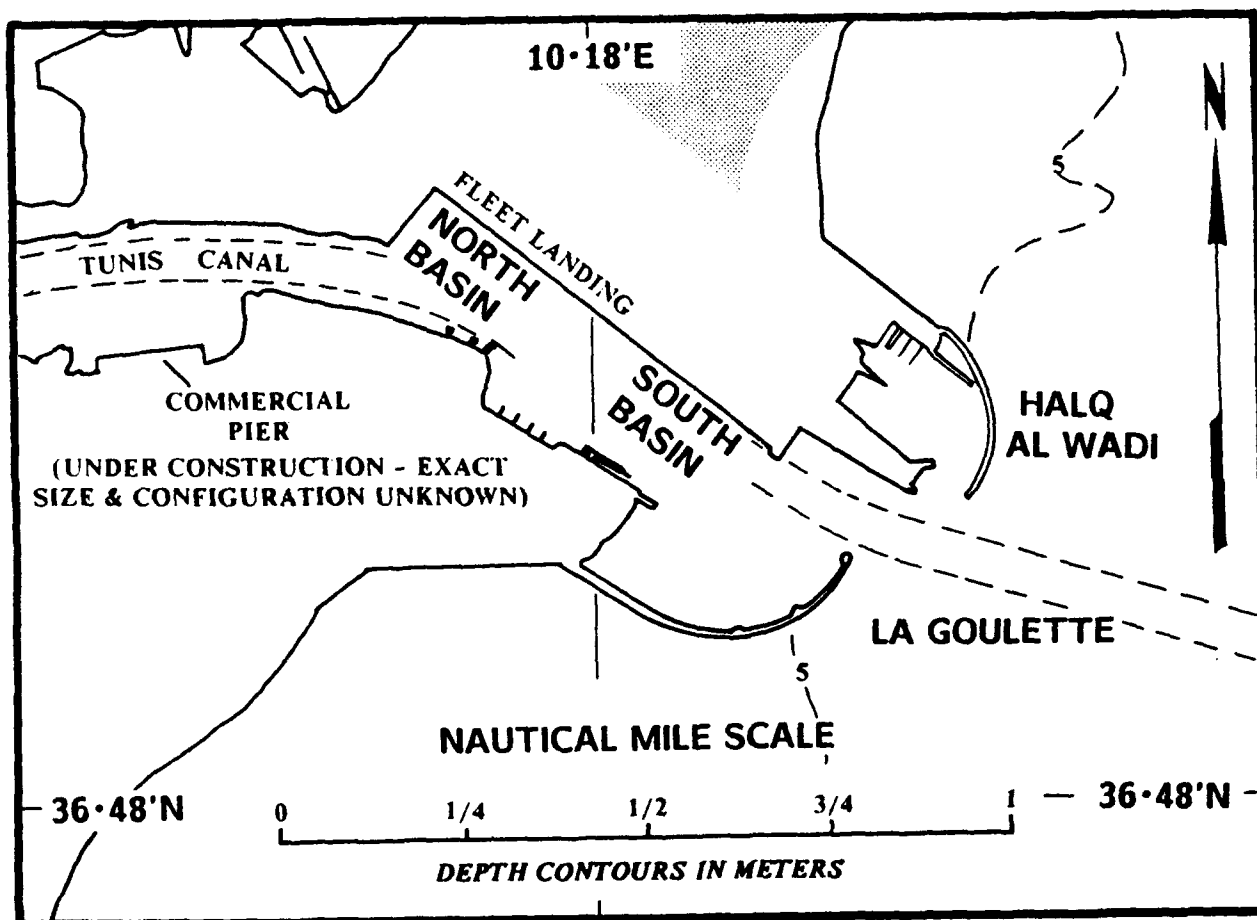 10·18'E
N
5
FLEET LANDING
NORTH
BASIN
TUNIS CANAL
SOUTH
BASIN
HALQ
AL WADI
COMMERCIAL
PIER
(UNDER CONSTRUCTION - EXACT
SIZE & CONFIGURATION UNKNOWN)
LA GOULETTE
5
NAUTICAL MILE SCALE
36·48'N
0 1/4 1/2 3/4 1
36·48'N
DEPTH CONTOURS IN METERS